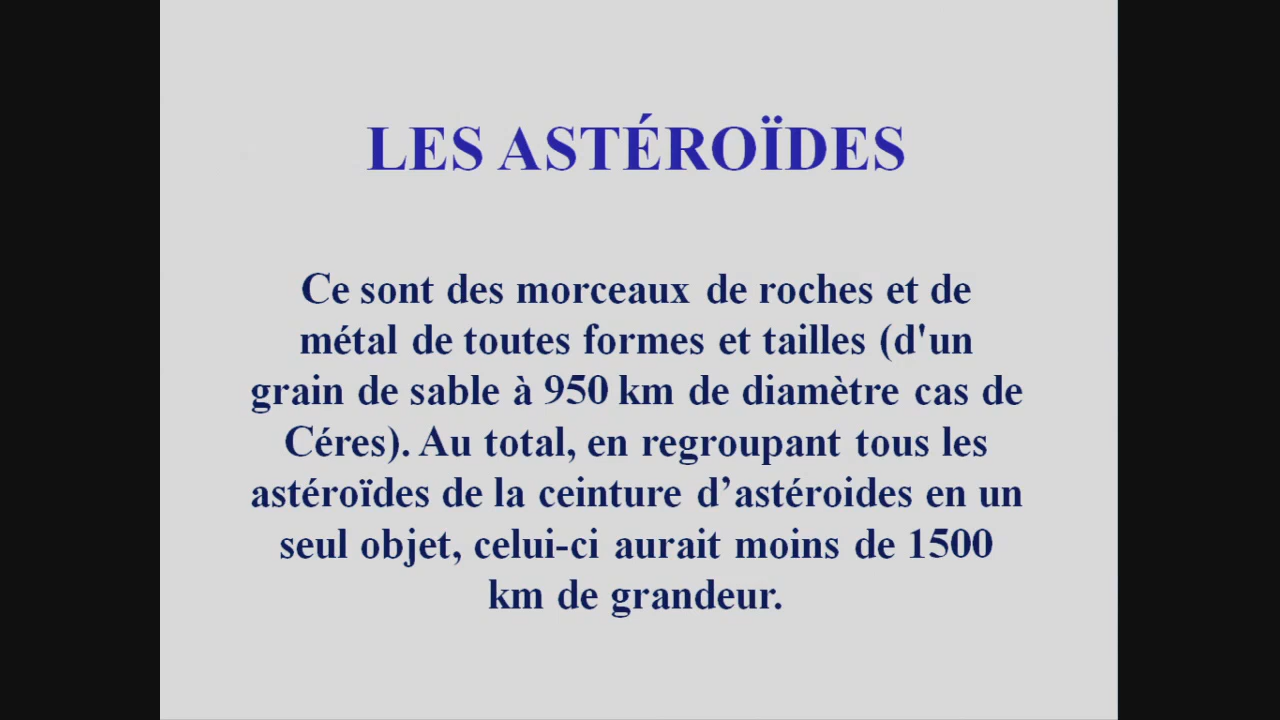 LES ASTÉROÏDES
Ce sont des morceaux de roches et de
métal de toutes formes et tailles (d'un
grain de sable à 950 km de diamètre cas de
Céres). Au total, en regroupant tous les
astéroïdes de la ceinture d’astéroides en un
seul objet, celui-ci aurait moins de 1500
km de grandeur.